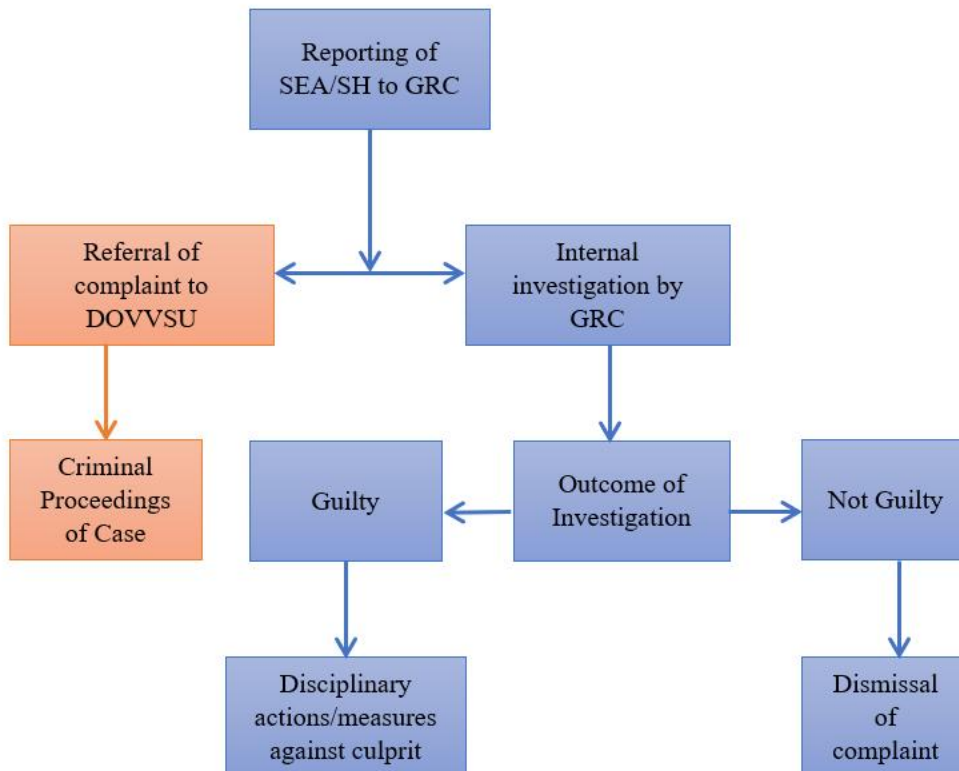 Reporting of
SEA/SH to GRC
Referral of
complaint to
DOVVSU
Internal
investigation by
GRC
Criminal
Proceedings
of Case
Guilty
Outcome of
Investigation
Not Guilty
Disciplinary
actions/measures
against culprit
Dismissal
of
complaint